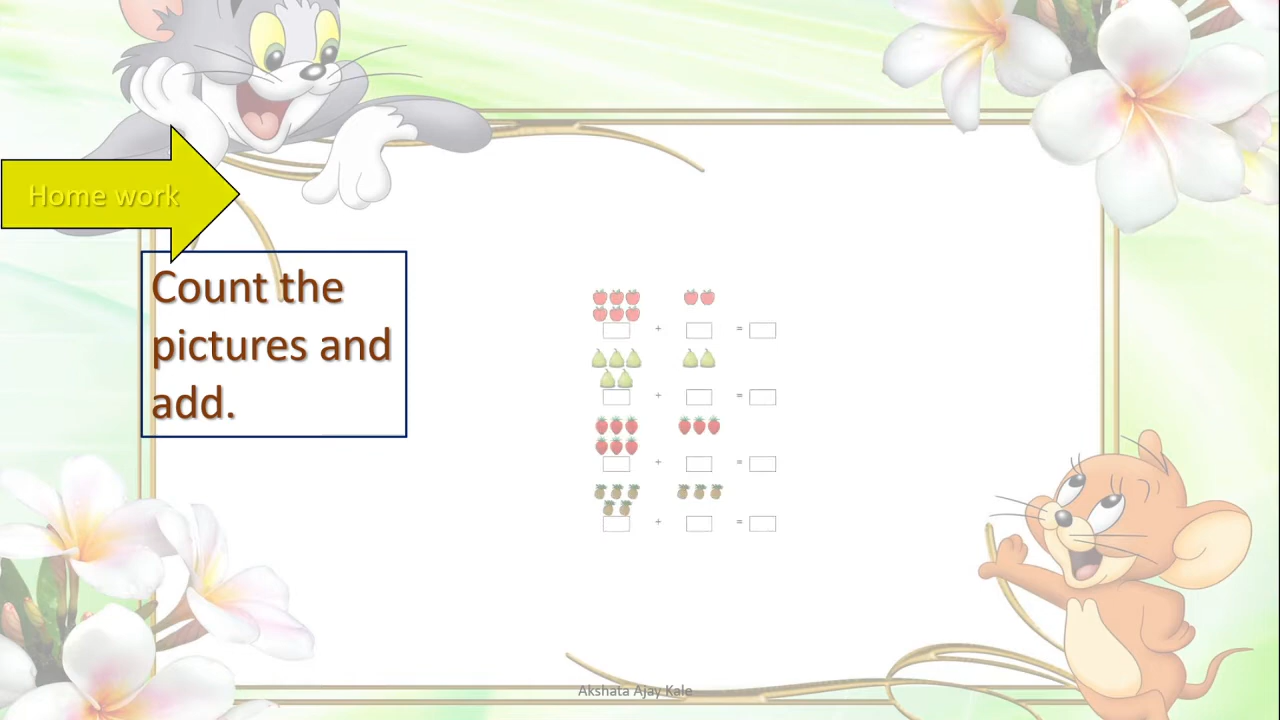 Home work
Count the
pictures and
add.
+ =
+ =
+ =
+ =
Akshata Ajay Kale